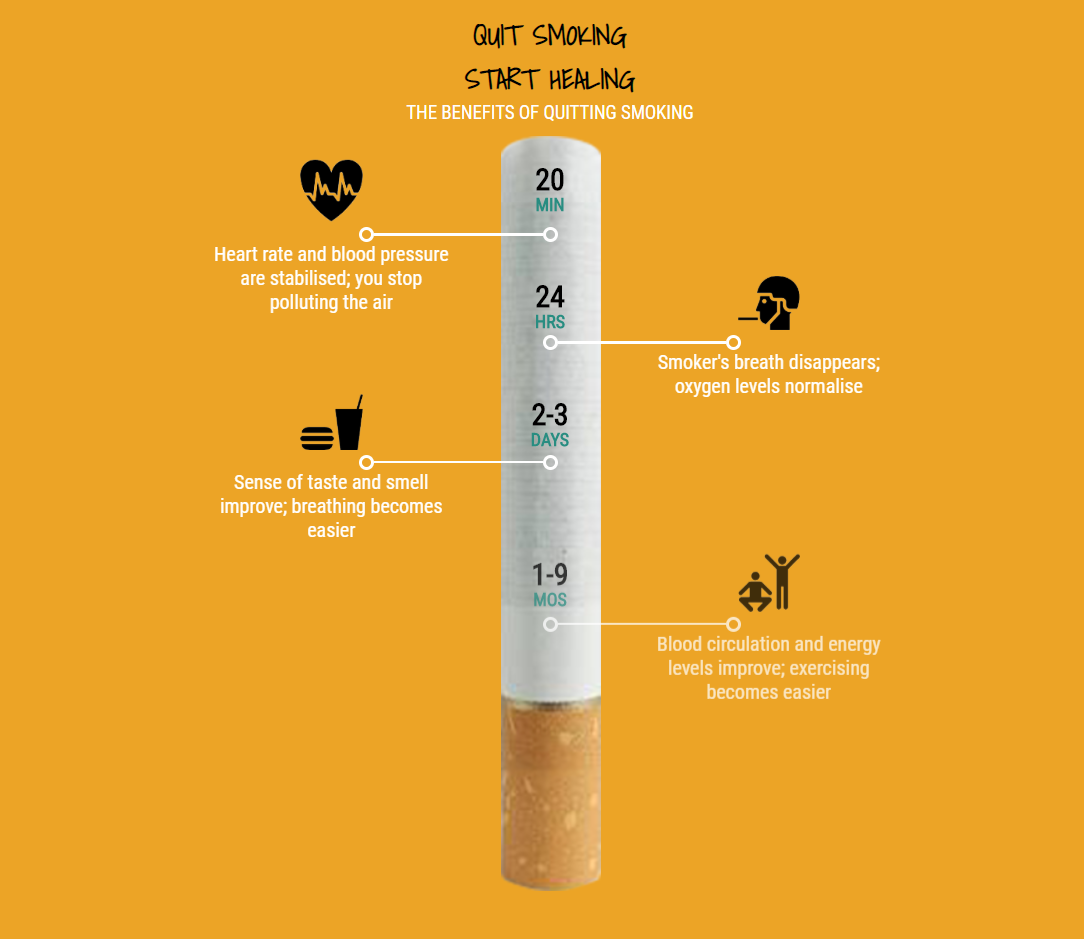 QUIT SMOKING
START HEALING
THE BENEFITS OF QUITTING SMOKING
20
MIN
Heart rate and blood pressure
are stabilised; you stop
polluting the air
24
HRS
Smoker's breath disappears;
oxygen levels normalise
2-3
DAYS
Sense of taste and smell
improve; breathing becomes
easier
1-9
MOS
Blood circulation and energy
levels improve; exercising
becomes easier